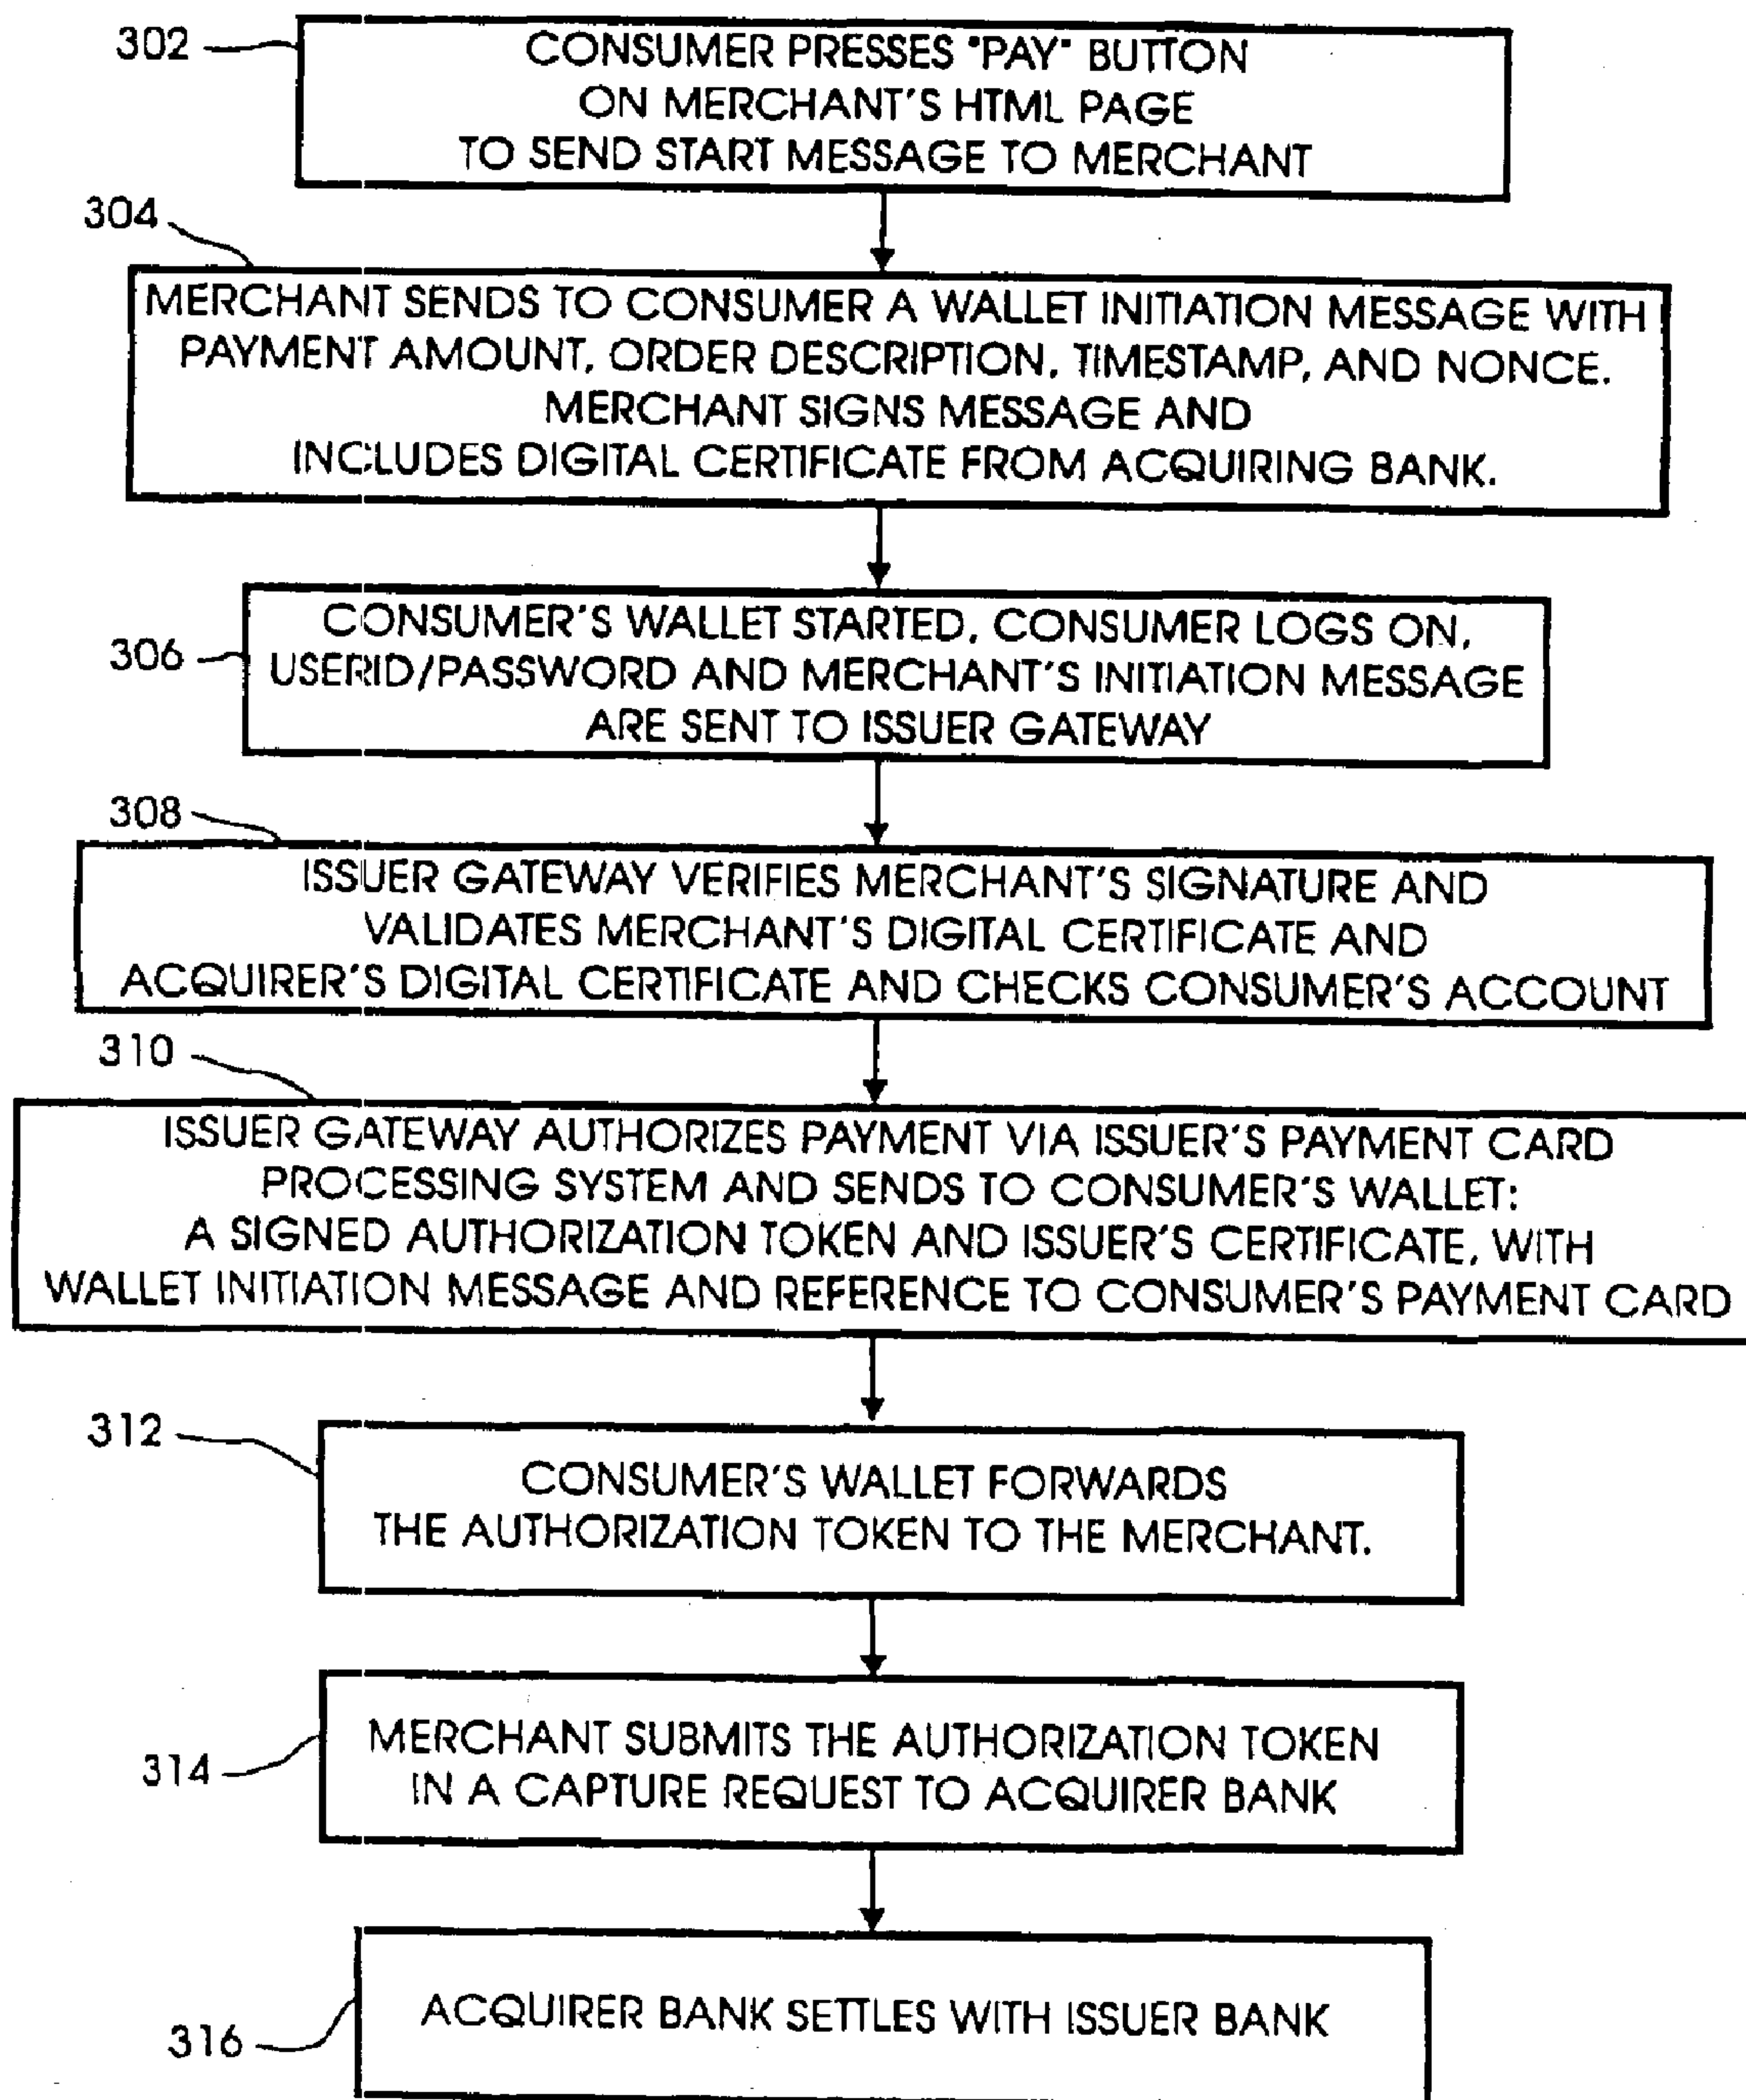 302
CONSUMER PRESSES "PAY" BUTTON
ON MERCHANT'S HTML PAGE
TO SEND START MESSAGE TO MERCHANT
304
MERCHANT SENDS TO CONSUMER A WALLET INITIATION MESSAGE WITH
PAYMENT AMOUNT, ORDER DESCRIPTION, TIMESTAMP, AND NONCE.
MERCHANT SIGNS MESSAGE AND
INCLUDES DIGITAL CERTIFICATE FROM ACQUIRING BANK.
306
CONSUMER'S WALLET STARTED, CONSUMER LOGS ON,
USERID/PASSWORD AND MERCHANT'S INITIATION MESSAGE
ARE SENT TO ISSUER GATEWAY
308
ISSUER GATEWAY VERIFIES MERCHANT'S SIGNATURE AND
VALIDATES MERCHANT'S DIGITAL CERTIFICATE AND
ACQUIRER'S DIGITAL CERTIFICATE AND CHECKS CONSUMER'S ACCOUNT
310
ISSUER GATEWAY AUTHORIZES PAYMENT VIA ISSUER'S PAYMENT CARD
PROCESSING SYSTEM AND SENDS TO CONSUMER'S WALLET:
A SIGNED AUTHORIZATION TOKEN AND ISSUER'S CERTIFICATE, WITH
WALLET INITIATION MESSAGE AND REFERENCE TO CONSUMER'S PAYMENT CARD
312
CONSUMER'S WALLET FORWARDS
THE AUTHORIZATION TOKEN TO THE MERCHANT.
314
MERCHANT SUBMITS THE AUTHORIZATION TOKEN
IN A CAPTURE REQUEST TO ACQUIRER BANK
316
ACQUIRER BANK SETTLES WITH ISSUER BANK